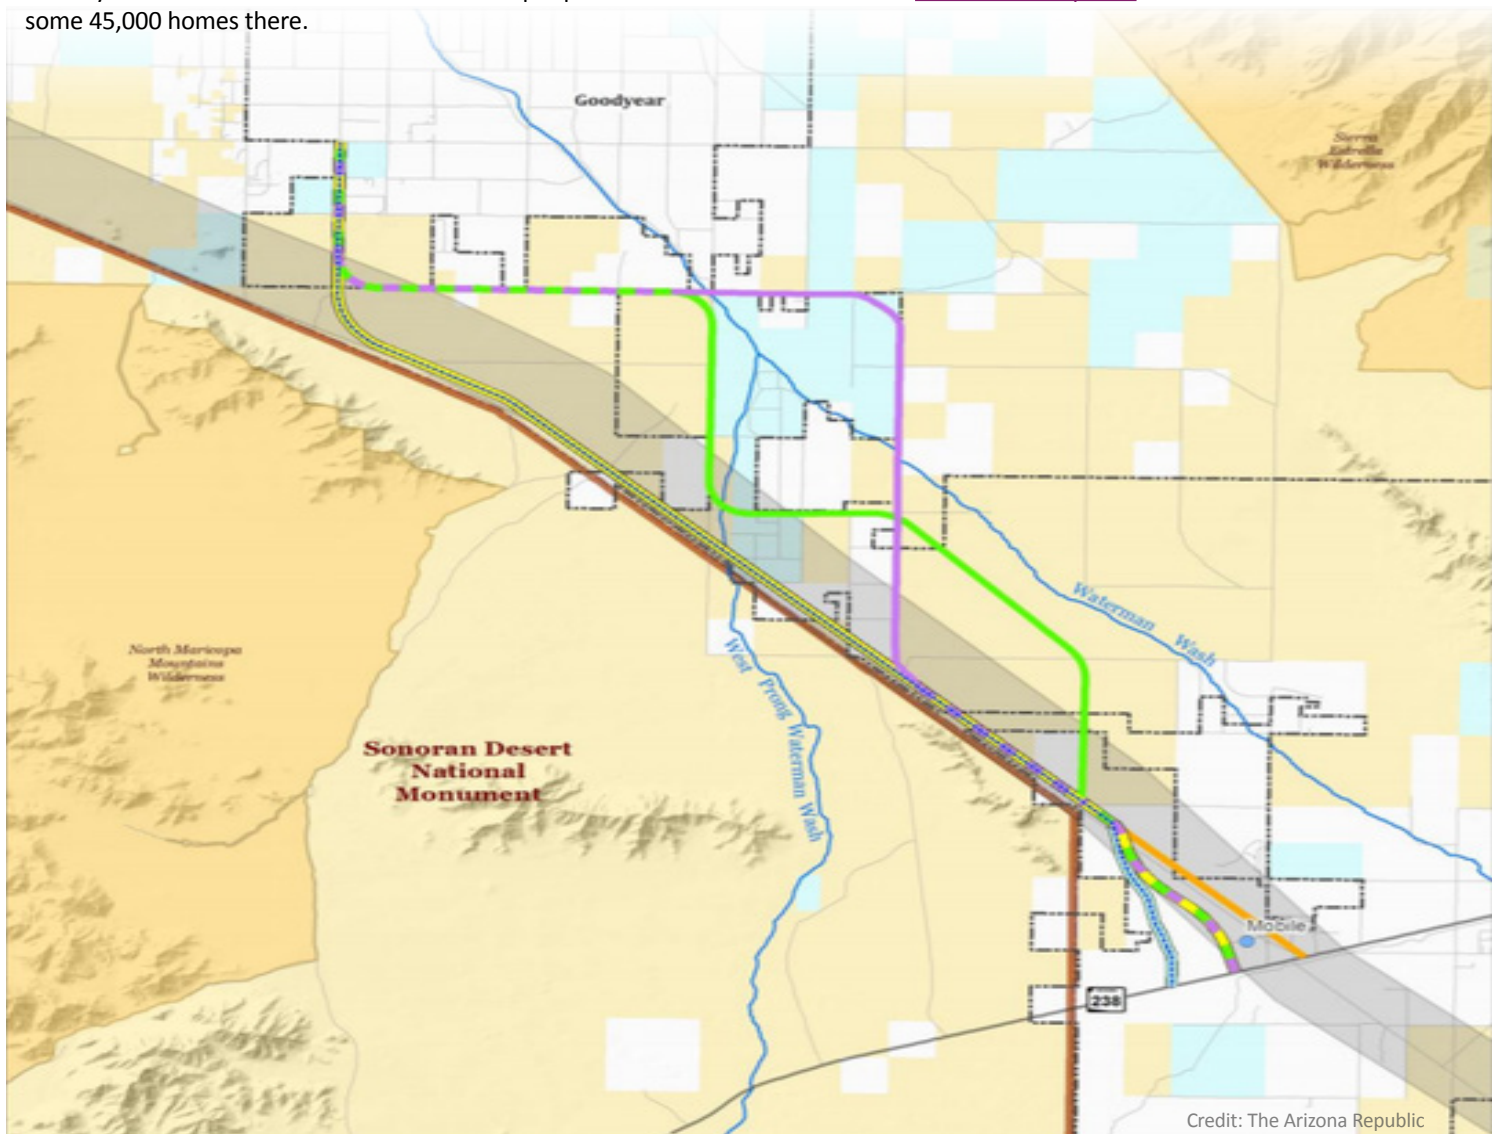 some 45,000 homes there.
Goodyear
Sierra
Estrella
Wilderness
Waterman Wash
North Maricopa
Mountains
Wilderness
West Prong Waterman Wash
Sonoran Desert
National
Monument
Mobile
238
Credit: The Arizona Republic